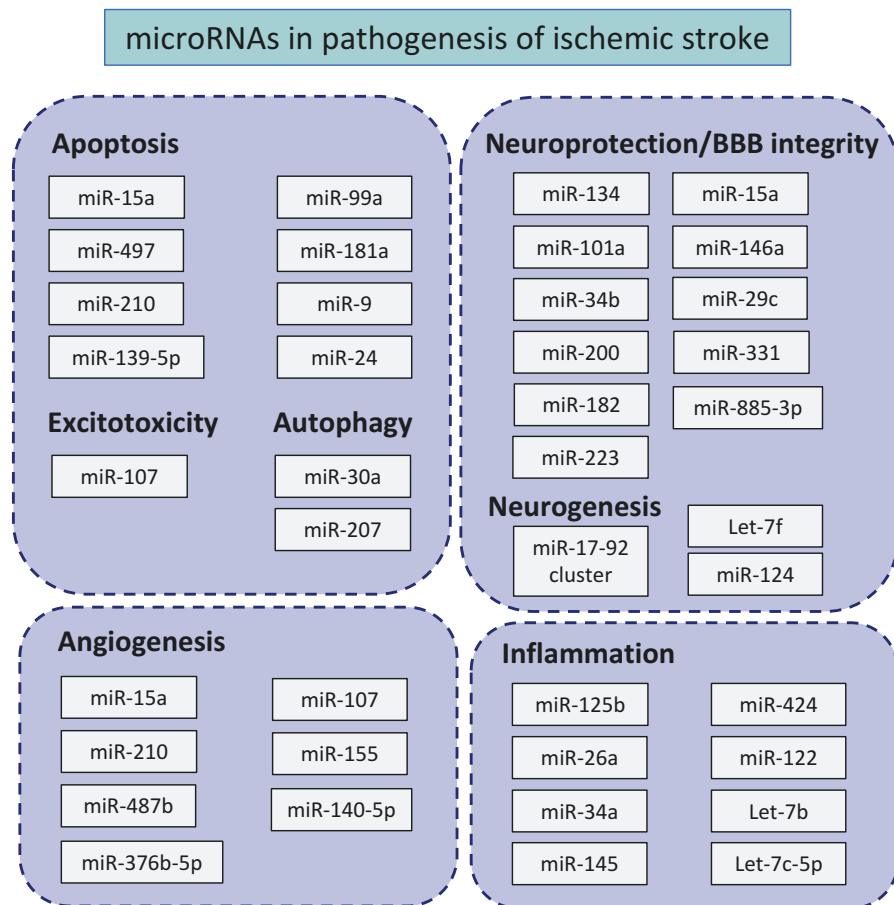 microRNAs in pathogenesis of ischemic stroke
Apoptosis
miR-15a
miR-99a
miR-497
miR-181a
miR-210
miR-9
miR-139-5p
miR-24
Excitotoxicity
miR-107
Autophagy
miR-30a
miR-207
Neuroprotection/BBB integrity
miR-134
miR-15a
miR-101a
miR-146a
miR-34b
miR-29c
miR-200
miR-331
miR-182
miR-885-3p
miR-223
Neurogenesis
miR-17-92
cluster
Let-7f
miR-124
Angiogenesis
miR-15a
miR-107
miR-210
miR-155
miR-487b
miR-140-5p
miR-376b-5p
Inflammation
miR-125b
miR-424
miR-26a
miR-122
miR-34a
Let-7b
miR-145
Let-7c-5p